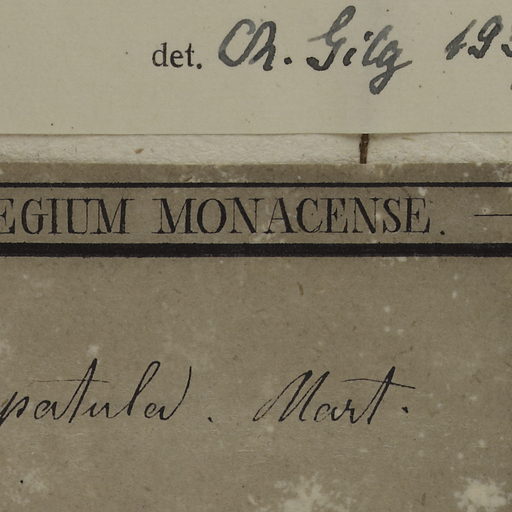 det. Ch. Gilg 193
EGIUM MONACENSE.
patula. Mart.